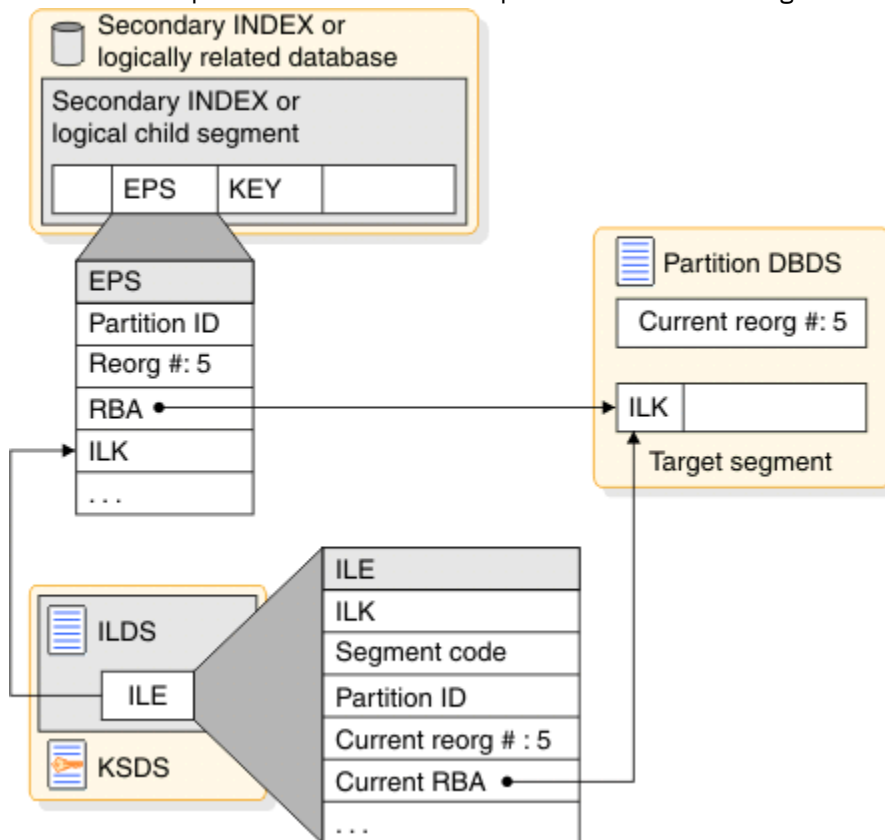 Secondary INDEX or
logically related database
Secondary INDEX or
logical child segment
EPS KEY
EPS
Partition ID
Reorg #: 5
RBA
ILK
. . .
Partition DBDS
Current reorg #: 5
ILK
Target segment
ILDS
ILE
KSDS
ILE
ILK
Segment code
Partition ID
Current reorg # : 5
Current RBA
. . .